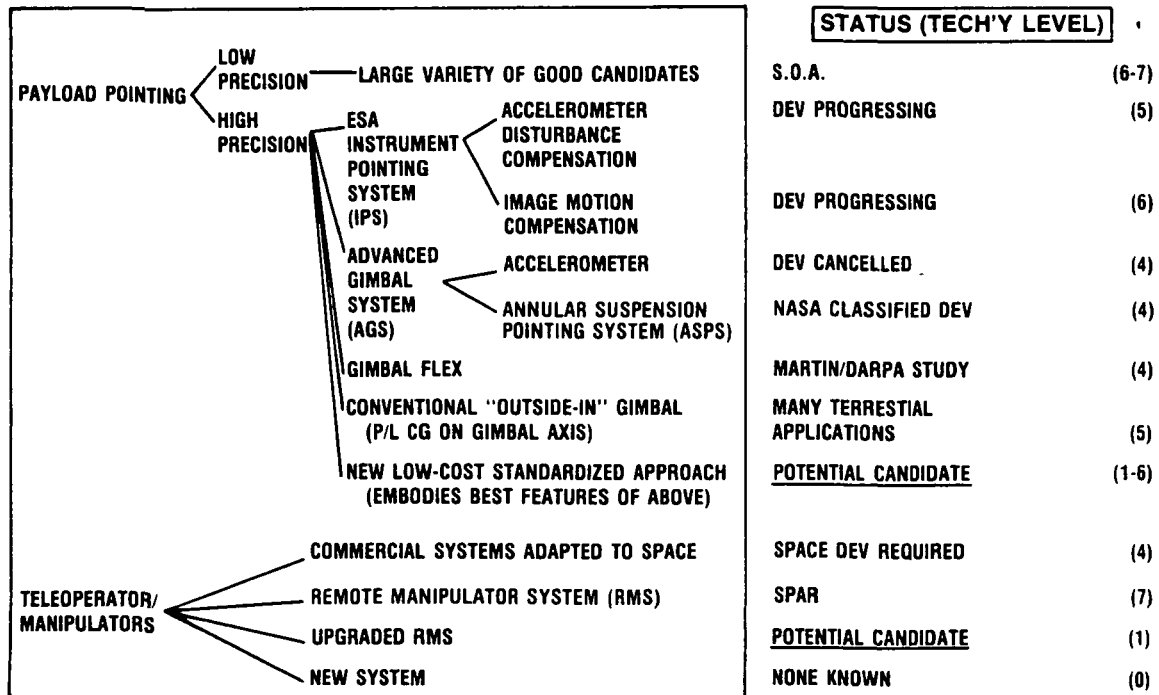 STATUS (TECH'Y LEVEL)
PAYLOAD POINTING
LOW
PRECISION
LARGE VARIETY OF GOOD CANDIDATES
S.O.A. (6-7)
HIGH
PRECISION
ESA
INSTRUMENT
POINTING
SYSTEM
(IPS)
ACCELEROMETER
DISTURBANCE
COMPENSATION
DEV PROGRESSING (5)
IMAGE MOTION
COMPENSATION
DEV PROGRESSING (6)
ADVANCED
GIMBAL
SYSTEM
(AGS)
ACCELEROMETER
DEV CANCELLED (4)
ANNULAR SUSPENSION
POINTING SYSTEM (ASPS)
NASA CLASSIFIED DEV (4)
GIMBAL FLEX
MARTIN/DARPA STUDY (4)
CONVENTIONAL "OUTSIDE-IN" GIMBAL
(P/L CG ON GIMBAL AXIS)
MANY TERRESTIAL
APPLICATIONS (5)
NEW LOW-COST STANDARDIZED APPROACH
(EMBODIES BEST FEATURES OF ABOVE)
POTENTIAL CANDIDATE (1-6)
TELEOPERATOR/
MANIPULATORS
COMMERCIAL SYSTEMS ADAPTED TO SPACE
SPACE DEV REQUIRED (4)
REMOTE MANIPULATOR SYSTEM (RMS)
SPAR (7)
UPGRADED RMS
POTENTIAL CANDIDATE (1)
NEW SYSTEM
NONE KNOWN (0)